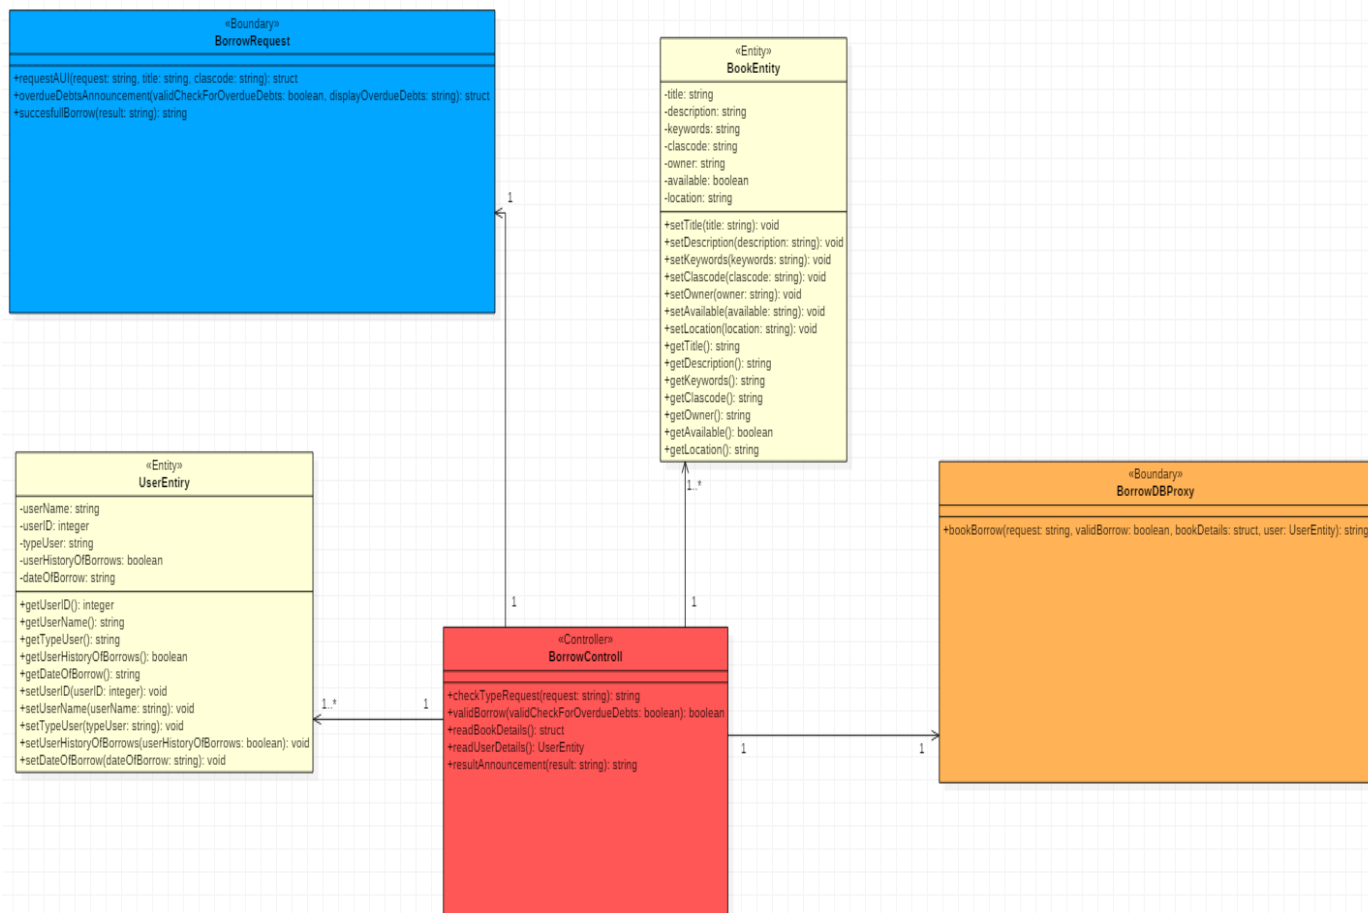 «Boundary»
BorrowRequest
+requestAUI(request: string, title: string, clascode: string): struct
+overdueDebtsAnnouncement(validCheckForOverdueDebts: boolean, displayOverdueDebts: string): struct
+succesfullBorrow(result: string): string
1
«Entity»
BookEntity
-title: string
-description: string
-keywords: string
-clascode: string
-owner: string
-available: boolean
-location: string
+setTitle(title: string): void
+setDescription(description: string): void
+setKeywords(keywords: string): void
+setClascode(clascode: string): void
+setOwner(owner: string): void
+setAvailable(available: string): void
+setLocation(location: string): void
+getTitle(): string
+getDescription(): string
+getKeywords(): string
+getClascode(): string
+getOwner(): string
+getAvailable(): boolean
+getLocation(): string
1..*
1
1
«Entity»
UserEntiry
-userName: string
-userID: integer
-typeUser: string
-userHistoryOfBorrows: boolean
-dateOfBorrow: string
+getUserID(): integer
+getUserName(): string
+getTypeUser(): string
+getUserHistoryOfBorrows(): boolean
+getDateOfBorrow(): string
+setUserID(userID: integer): void
+setUserName(userName: string): void
+setTypeUser(typeUser: string): void
+setUserHistoryOfBorrows(userHistoryOfBorrows: boolean): void
+setDateOfBorrow(dateOfBorrow: string): void
1..*
1
«Controller»
BorrowControll
+checkTypeRequest(request: string): string
+validBorrow(validCheckForOverdueDebts: boolean): boolean
+readBookDetails(): struct
+readUserDetails(): UserEntity
+resultAnnouncement(result: string): string
1
1
«Boundary»
BorrowDBProxy
+bookBorrow(request: string, validBorrow: boolean, bookDetails: struct, user: UserEntity): string